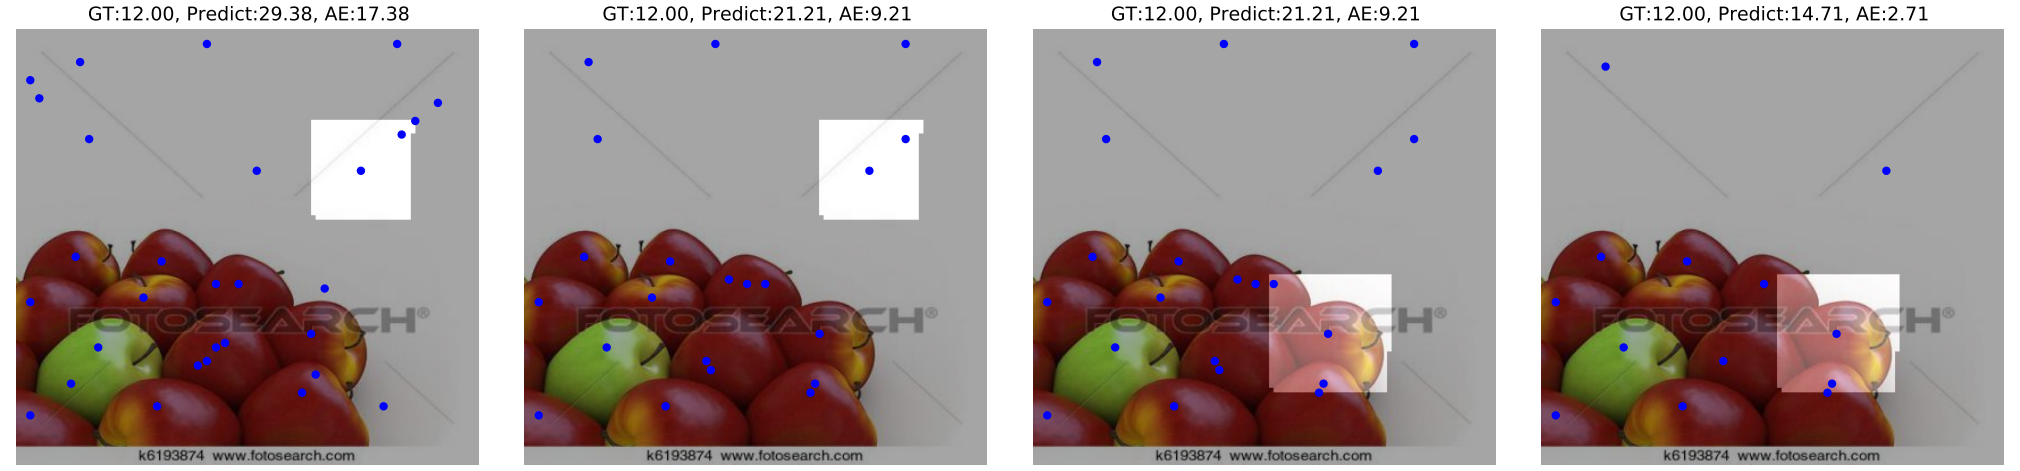 GT:12.00, Predict:29.38, AE:17.38
GT:12.00, Predict:21.21, AE:9.21
GT:12.00, Predict:21.21, AE:9.21
GT:12.00, Predict:14.71, AE:2.71
FOTOSEARCH®
FOTOSEARCH®
FOTOSEARCH®
FOTOSEARCH®
k6193874 www.fotosearch.com
k6193874 www.fotosearch.com
k6193874 www.fotosearch.com
k6193874 www.fotosearch.com